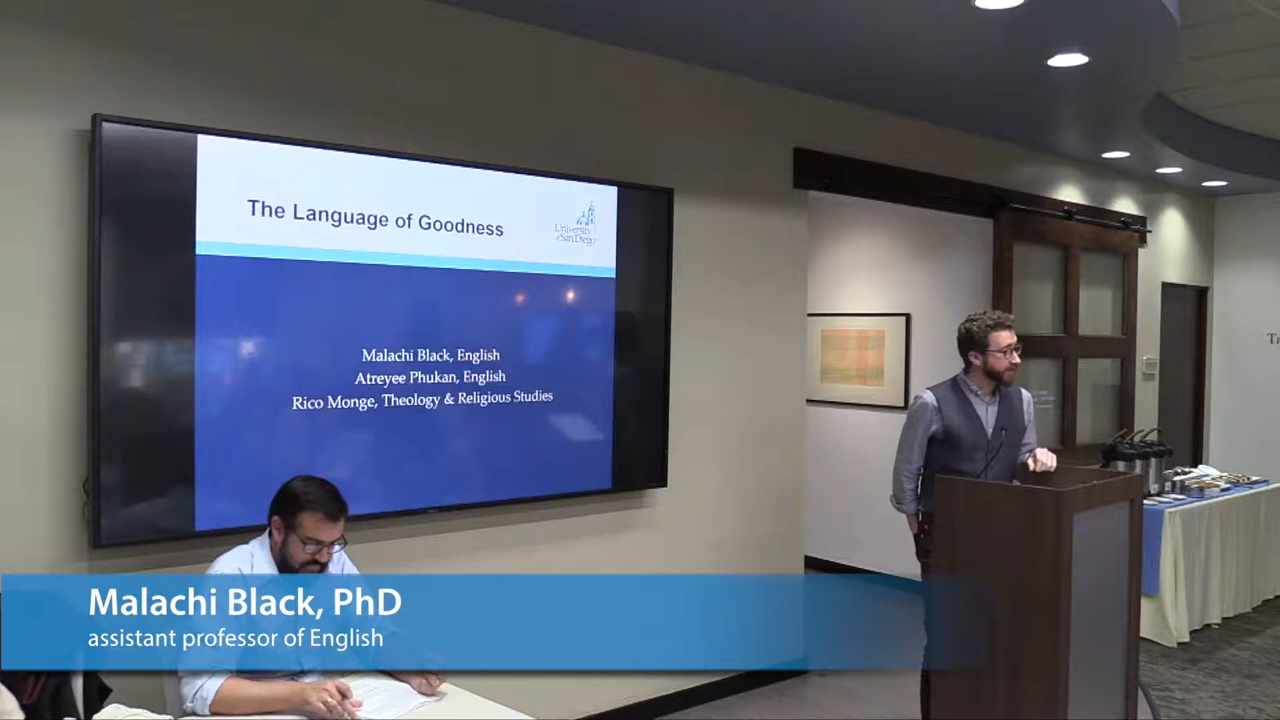 The Language of Goodness
University
of San Diego
Malachi Black, English
Atreyee Phukan, English
Rico Monge, Theology & Religious Studies
Malachi Black, PhD
assistant professor of English